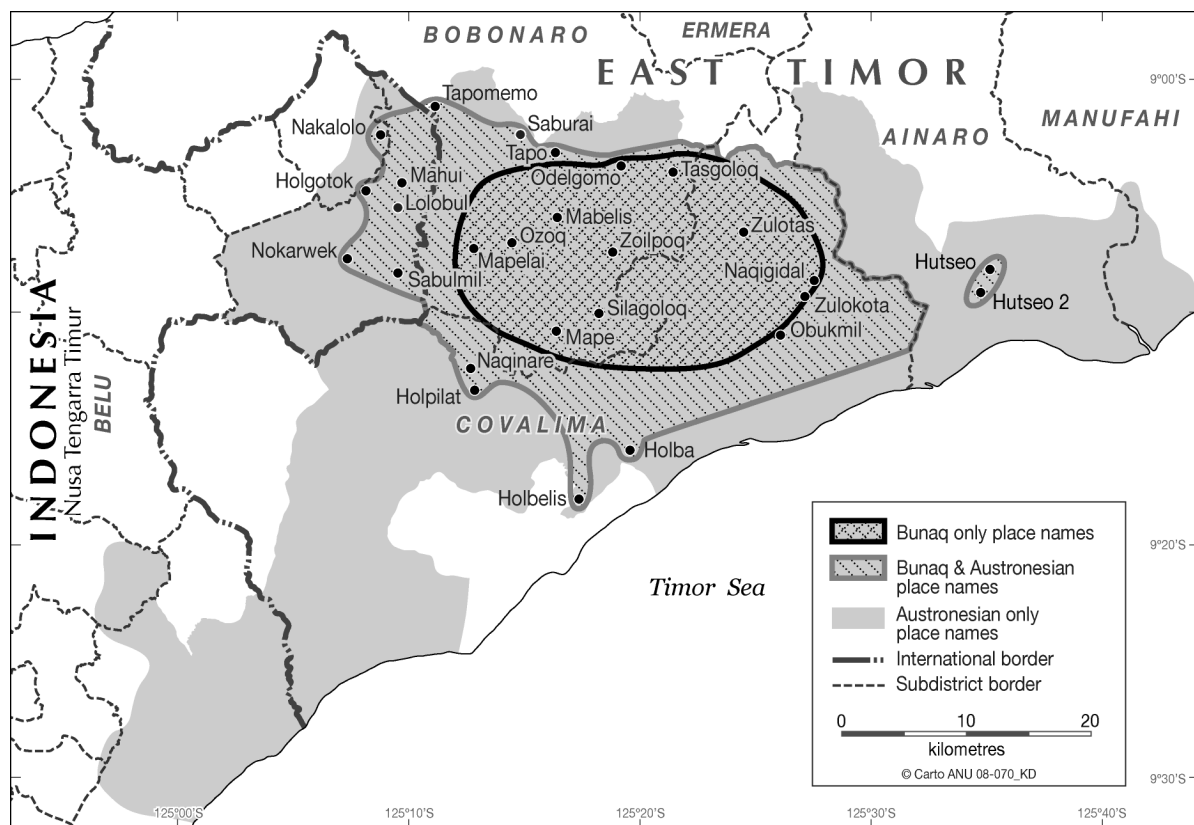 BOBONARO
ERMERA
EAST TIMOR
9°00'S
MANUFAHI
AINARO
Tapomemo
Nakalolo
Saburai
Tapo
Odelgomo
Tasgoloq
Holgotok
Mahui
Lolobul
Mabelis
Zulotas
Ozoq
Zoilpoq
Nokarwek
Mapelai
Naqigidal
Hutseo
Sabulmil
Hutseo 2
Silagoloq
Zulokota
Mape
Obukmil
Naqinare
Holpilat
COVALIMA
Holba
Holbelis
INDONESIA
Nusa Tengara Timur
BELU
Timor Sea
9°20'S
Bunaq only place names
Bunaq & Austronesian
place names
Austronesian only
place names
International border
Subdistrict border
0 10 20
kilometres
© Carto ANU 08-070_KD
9°30'S
125°00'S 125°10'S 125°20'S 125°30'S 125°40'S